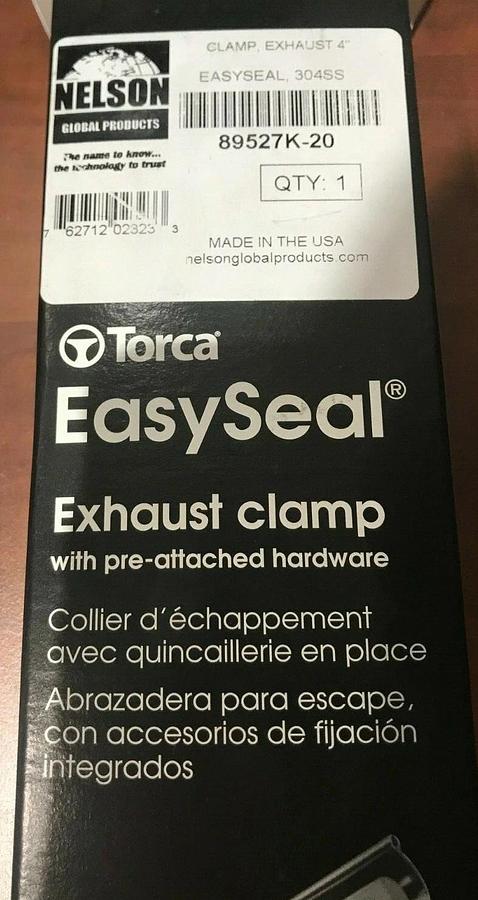 NELSON
GLOBAL PRODUCTS
The name to know...
the technology to trust
7 62712 02323 3
CLAMP, EXHAUST 4"
EASYSEAL, 304SS
89527K-20
QTY: 1
MADE IN THE USA
nelsonglobalproducts.com
Torca®
EasySeal®
Exhaust clamp
with pre-attached hardware
Collier d'échappement
avec quincaillerie en place
Abrazadera para escape,
con accesorios de fijación
integrados